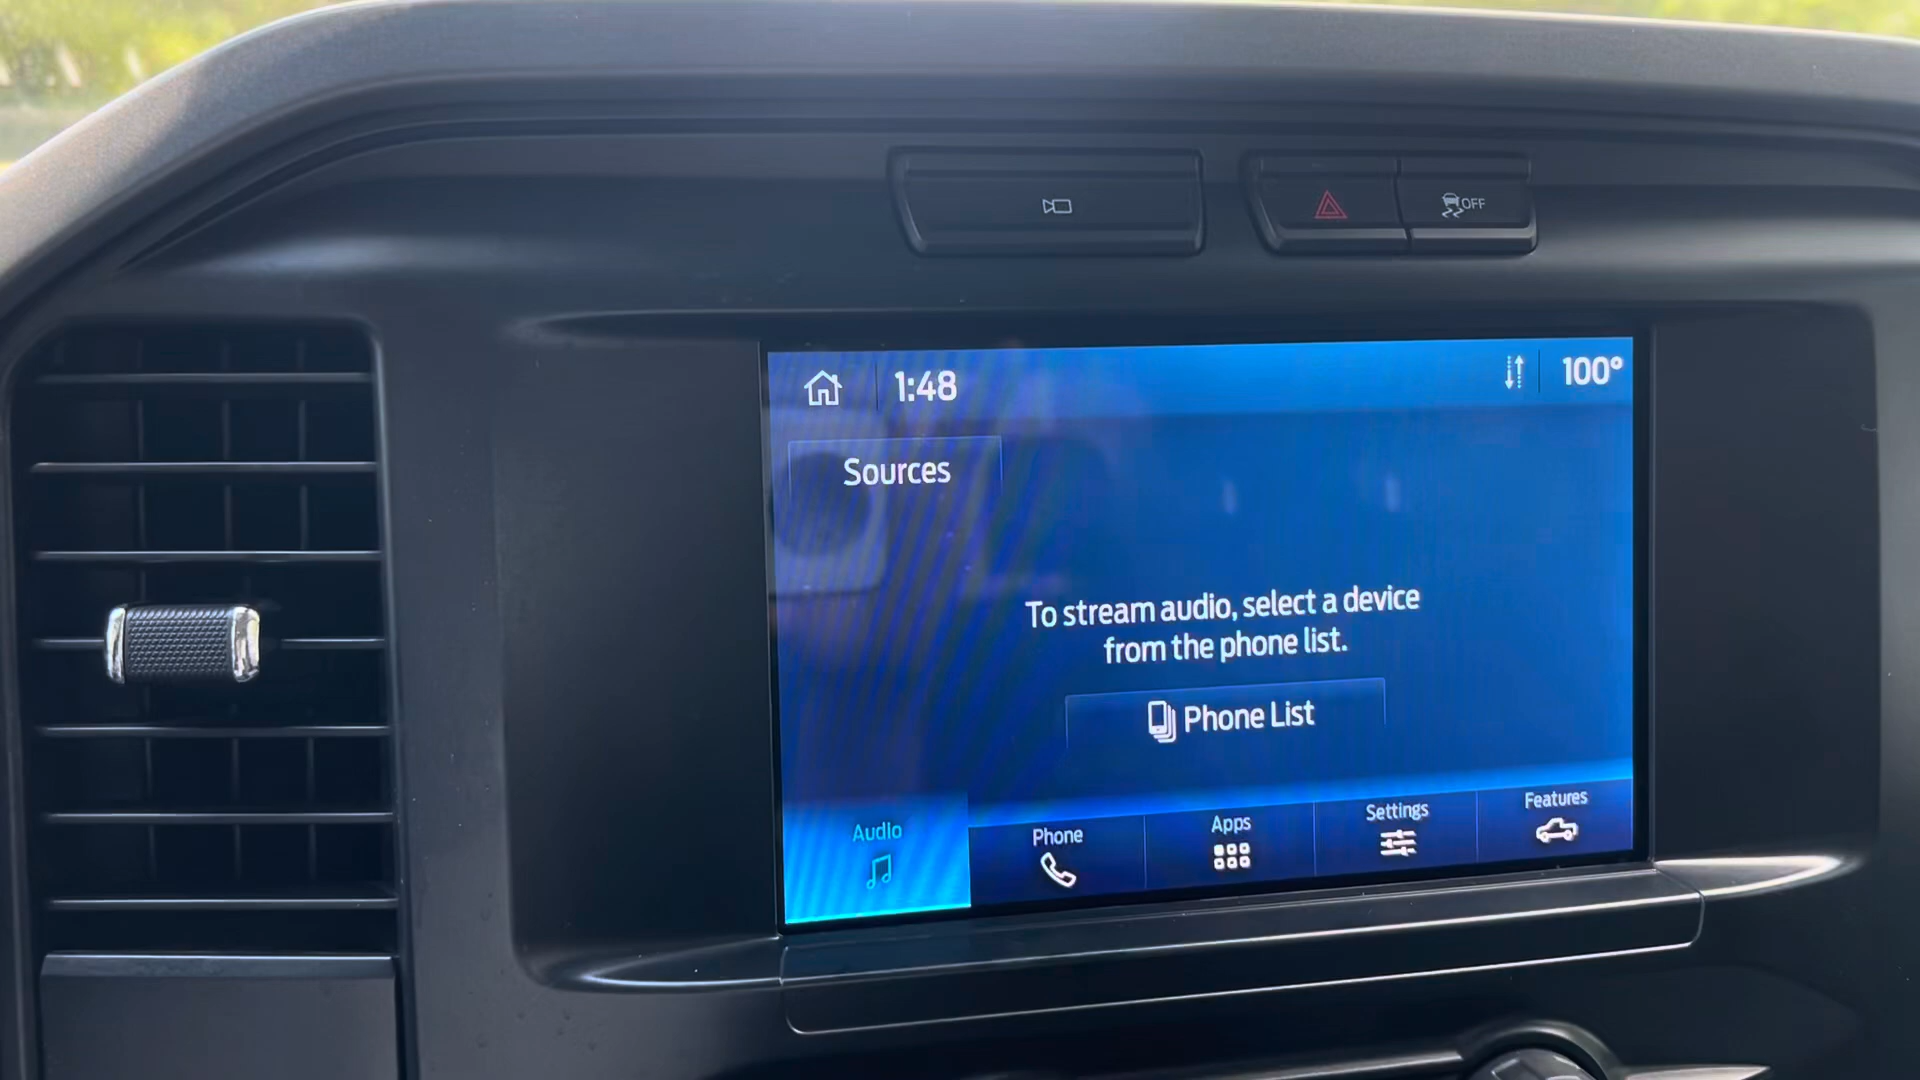 OFF
1:48
100°
Sources
To stream audio, select a device
from the phone list.
Phone List
Audio
Phone
Apps
Settings
Features